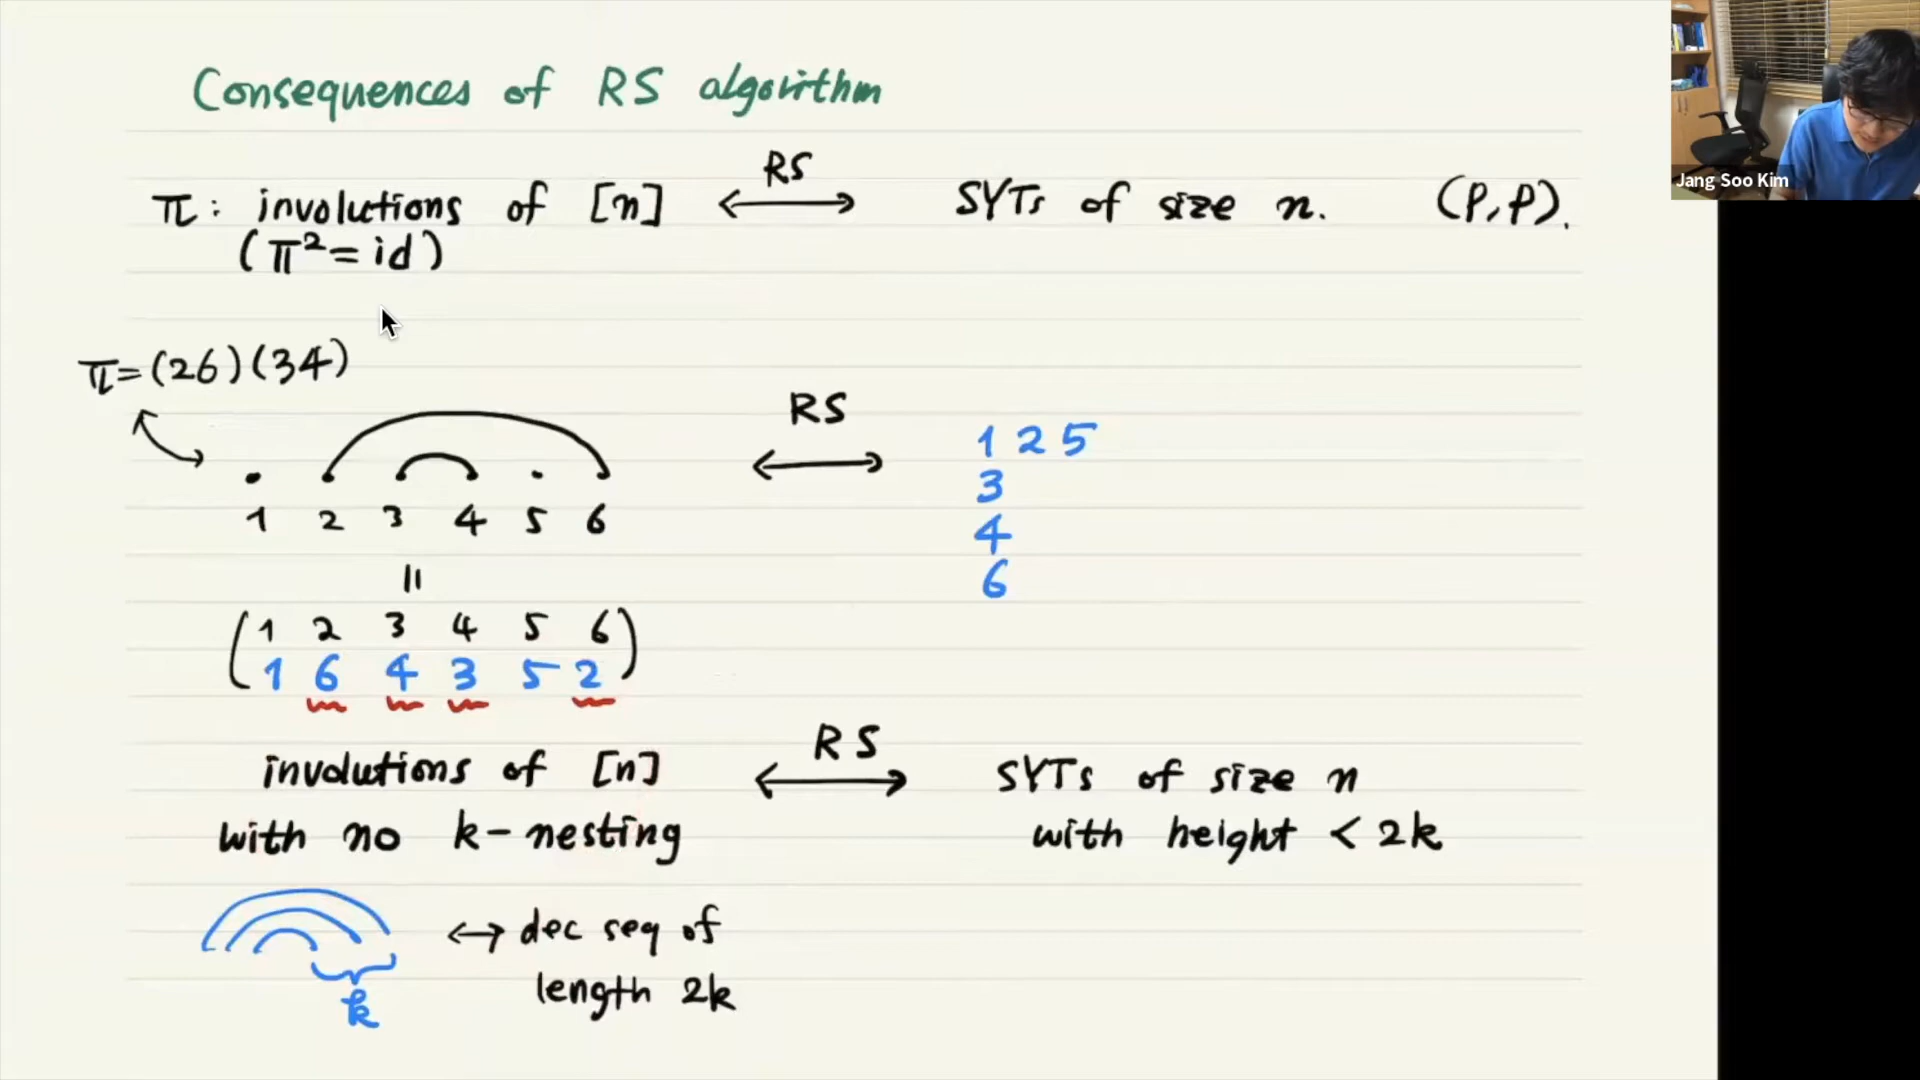 Consequences of RS algorithm
Jang Soo Kim
π: involutions of [n] ⟷ RS SYTs of size n. (P,P).
(π² = id)
π=(26)(34)
RS
1 2 3 4 5 6
1 2 5
3
4
6
=
(1 2 3 4 5 6
1 6 4 3 5 2)
involutions of [n] ⟷ RS SYTs of size n
with no k-nesting with height < 2k
↔ dec seq of
length 2k
k